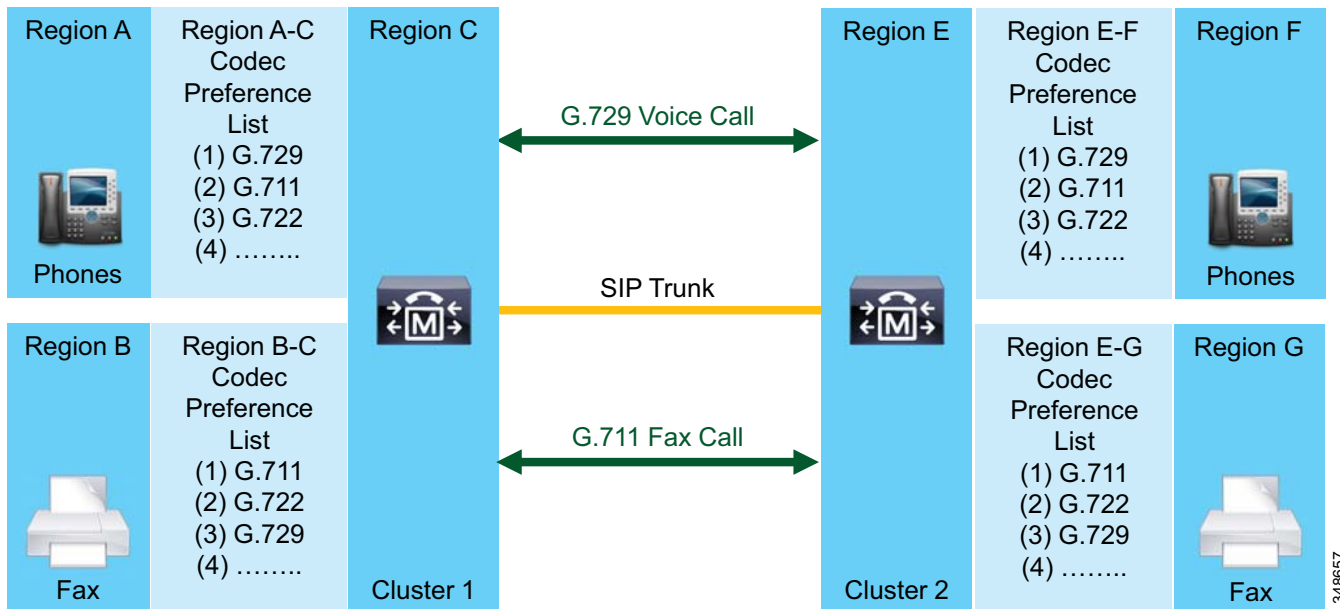 Region A
Region A-C
Codec
Preference
List
(1) G.729
(2) G.711
(3) G.722
(4) ……..
Phones
Region B
Region B-C
Codec
Preference
List
(1) G.711
(2) G.722
(3) G.729
(4) ……..
Fax
Region C
M
Cluster 1
G.729 Voice Call
SIP Trunk
G.711 Fax Call
Region E
M
Cluster 2
Region E-F
Codec
Preference
List
(1) G.729
(2) G.711
(3) G.722
(4) ……..
Region F
Phones
Region E-G
Codec
Preference
List
(1) G.711
(2) G.722
(3) G.729
(4) ……..
Region G
Fax
348657